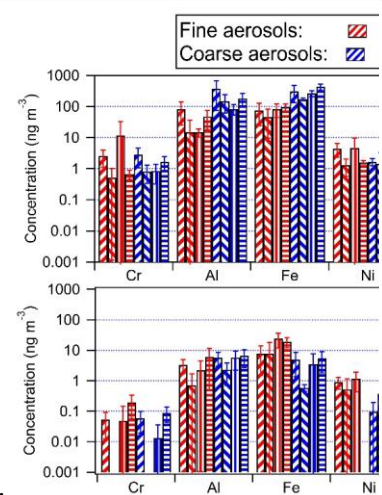 Fine aerosols:
Coarse aerosols:
Concentration (ng m⁻³)
1000
100
10
1
0.1
0.01
0.001
Cr Al Fe Ni
Concentration (ng m⁻³)
1000
100
10
1
0.1
0.01
0.001
Cr Al Fe Ni